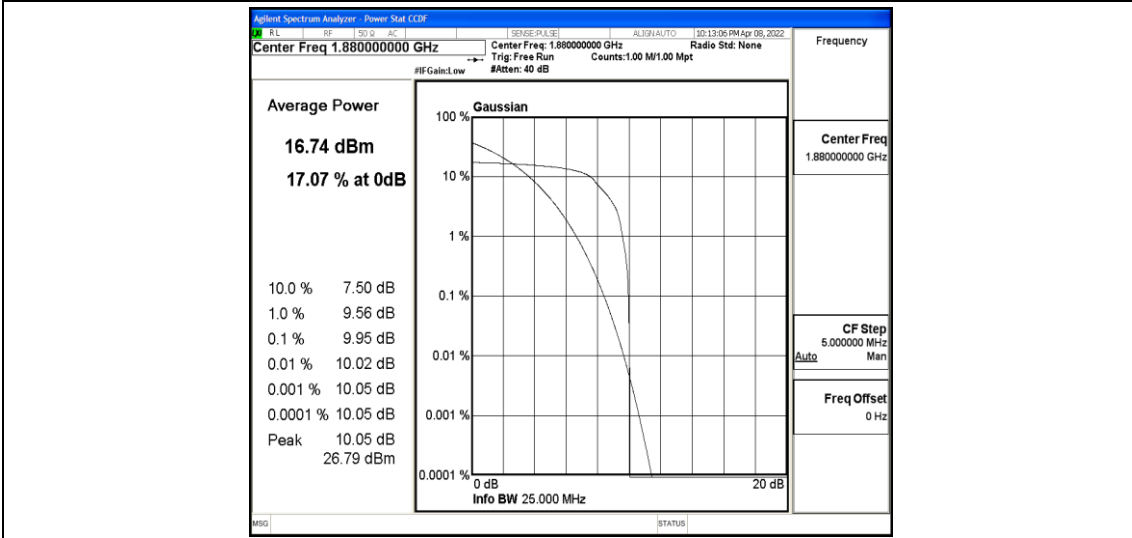 Agilent Spectrum Analyzer - Power Stat CCDF
RL RF 50 Ω AC SENSE:PULSE ALIGN AUTO 10:13:06 PM Apr 08, 2022
Center Freq 1.880000000 GHz
Center Freq: 1.880000000 GHz Radio Std: None
Trig: Free Run Counts:1.00 M/1.00 Mpt
#IFGain:Low #Atten: 40 dB
Frequency
Average Power
16.74 dBm
17.07 % at 0dB
10.0 % 7.50 dB
1.0 % 9.56 dB
0.1 % 9.95 dB
0.01 % 10.02 dB
0.001 % 10.05 dB
0.0001 % 10.05 dB
Peak 10.05 dB
26.79 dBm
Gaussian
100 %
10 %
1 %
0.1 %
0.01 %
0.001 %
0.0001 %
0 dB 20 dB
Info BW 25.000 MHz
Center Freq
1.880000000 GHz
CF Step
5.000000 MHz
Auto Man
Freq Offset
0 Hz
MSG STATUS